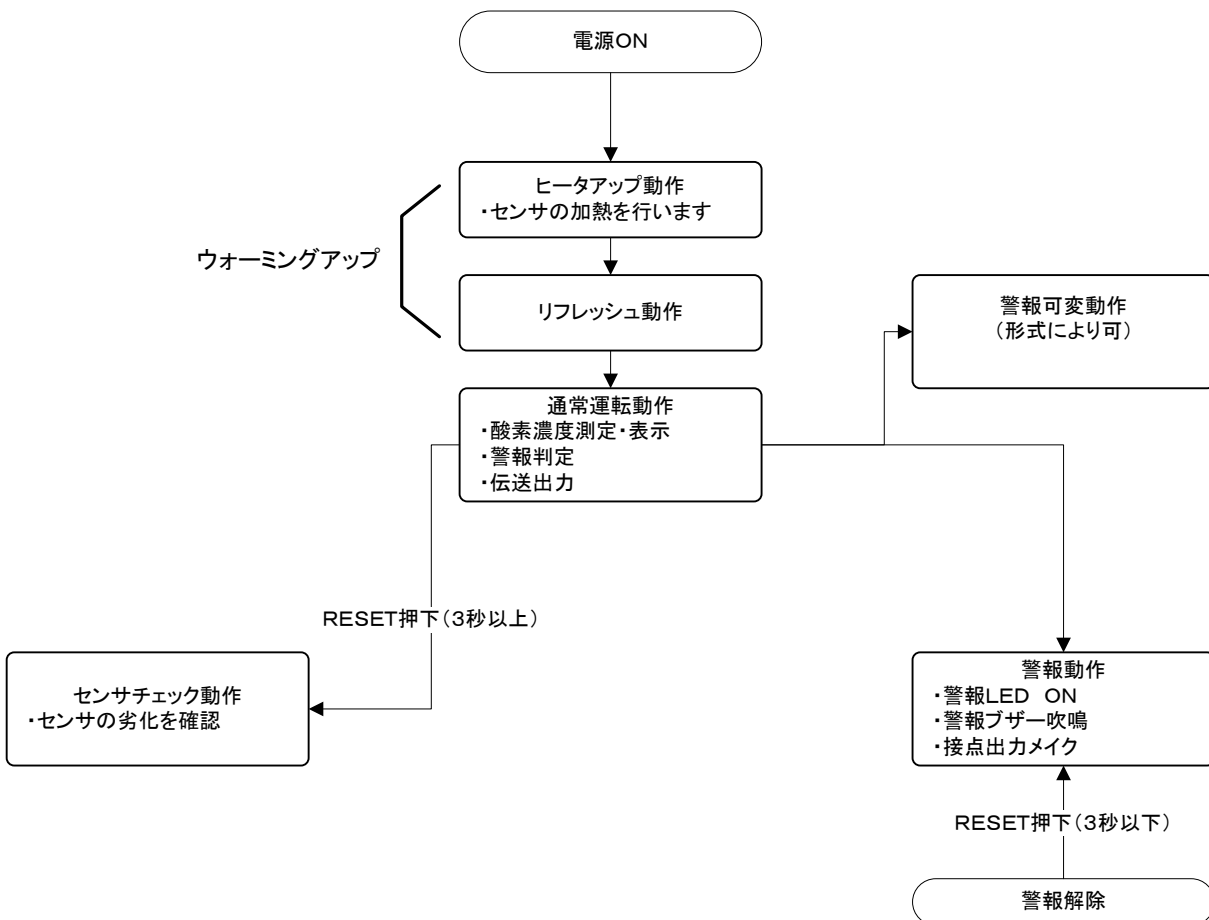 電源ON
ヒータアップ動作
・センサの加熱を行います
ウォーミングアップ
リフレッシュ動作
警報可変動作
（形式により可）
通常運転動作
・酸素濃度測定・表示
・警報判定
・伝送出力
RESET押下（3秒以上）
センサチェック動作
・センサの劣化を確認
警報動作
・警報LED ON
・警報ブザー吹鳴
・接点出力メイク
RESET押下（3秒以下）
警報解除